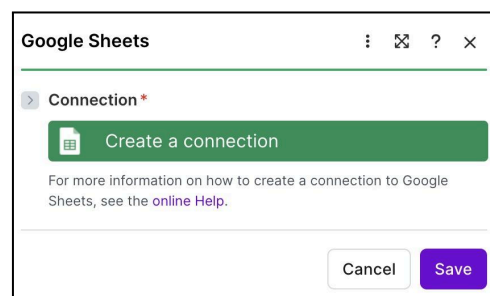 Google Sheets
Connection*
Create a connection
For more information on how to create a connection to Google
Sheets, see the online Help.
Cancel Save